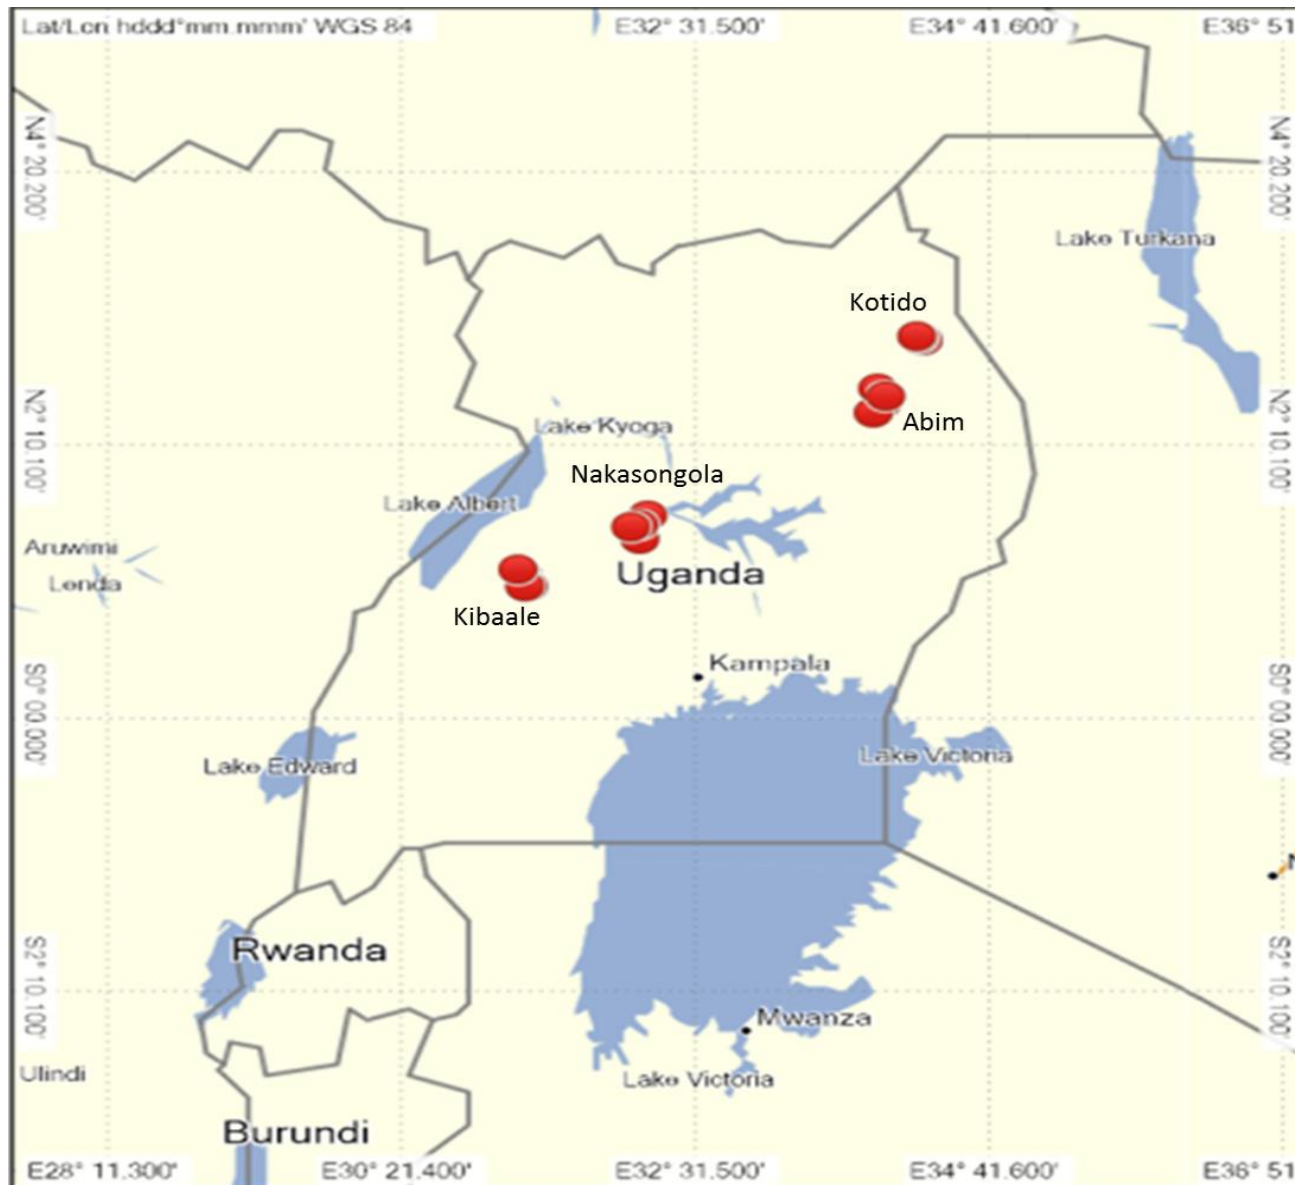 Lat/Lon hddd°mm.mmm' WGS 84
E32° 31.500'
E34° 41.600'
E36° 51
N4° 20.200'
N4° 20.200'
Lake Turkana
Kotido
N2° 10.100'
N2° 10.100'
Abim
Lake Kyoga
Nakasongola
Lake Albert
Aruwimi
Lenda
Uganda
Kibaale
Kampala
S0° 00.000'
S0° 00.000'
Lake Edward
Lake Victoria
N
Rwanda
S2° 10.100'
S2° 10.100'
Mwanza
Ulindi
Lake Victoria
Burundi
E28° 11.300'
E30° 21.400'
E32° 31.500'
E34° 41.600'
E36° 51